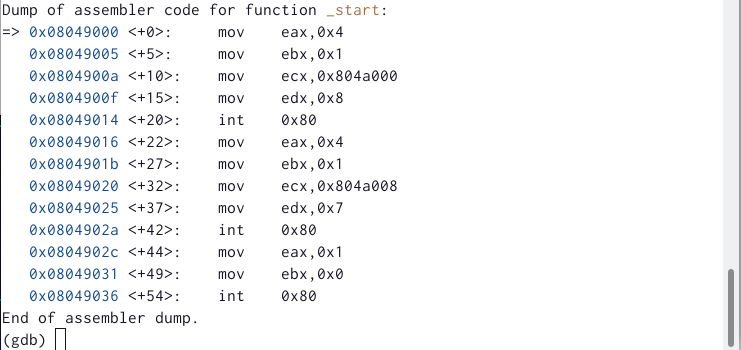 Dump of assembler code for function _start:
=> 0x08049000 <+0>:     mov    eax,0x4
   0x08049005 <+5>:     mov    ebx,0x1
   0x0804900a <+10>:    mov    ecx,0x804a000
   0x0804900f <+15>:    mov    edx,0x8
   0x08049014 <+20>:    int    0x80
   0x08049016 <+22>:    mov    eax,0x4
   0x0804901b <+27>:    mov    ebx,0x1
   0x08049020 <+32>:    mov    ecx,0x804a008
   0x08049025 <+37>:    mov    edx,0x7
   0x0804902a <+42>:    int    0x80
   0x0804902c <+44>:    mov    eax,0x1
   0x08049031 <+49>:    mov    ebx,0x0
   0x08049036 <+54>:    int    0x80
End of assembler dump.
(gdb)